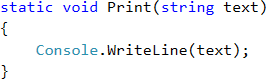 static void Print(string text)
{
    Console.WriteLine(text);
}